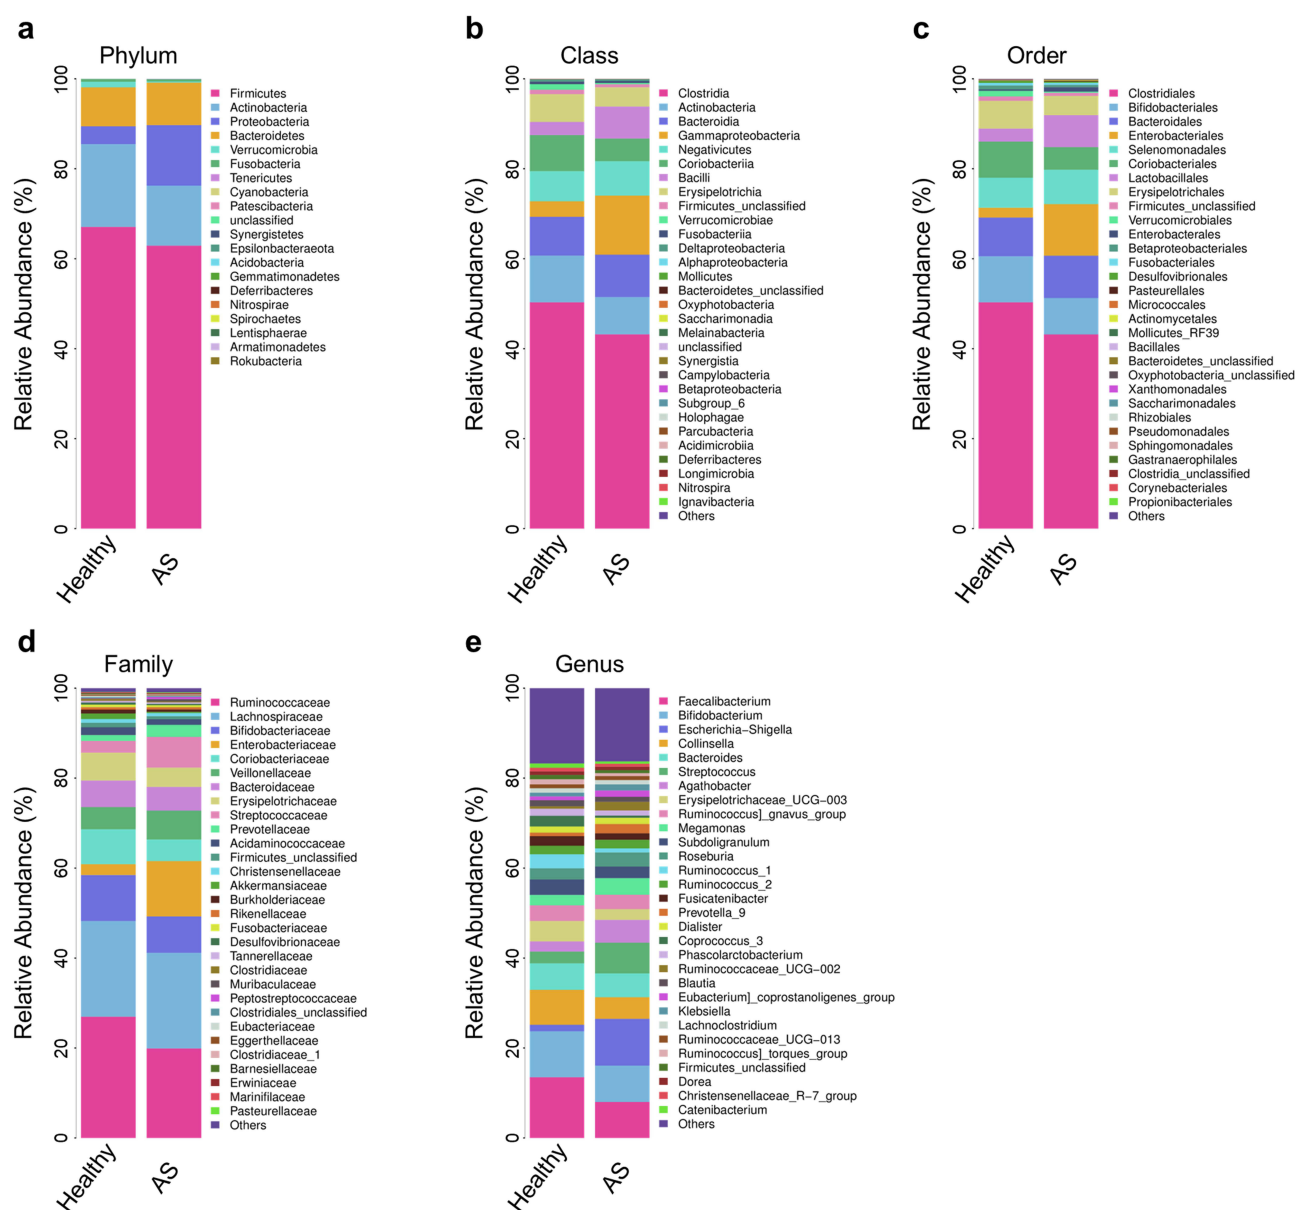 a
Phylum
Relative Abundance (%)
100
80
60
40
20
0
Healthy
AS
Firmicutes
Actinobacteria
Proteobacteria
Bacteroidetes
Verrucomicrobia
Fusobacteria
Tenericutes
Cyanobacteria
Patescibacteria
unclassified
Synergistetes
Epsilonbacteraeota
Acidobacteria
Gemmatimonadetes
Deferribacteres
Nitrospirae
Spirochaetes
Lentisphaerae
Armatimonadetes
Rokubacteria
b
Class
Relative Abundance (%)
100
80
60
40
20
0
Healthy
AS
Clostridia
Actinobacteria
Bacteroidia
Gammaproteobacteria
Negativicutes
Coriobacteriia
Bacilli
Erysipelotrichia
Firmicutes_unclassified
Verrucomicrobiae
Fusobacteriia
Deltaproteobacteria
Alphaproteobacteria
Mollicutes
Bacteroidetes_unclassified
Oxyphotobacteria
Saccharimonadia
Melainabacteria
unclassified
Synergistia
Campylobacteria
Betaproteobacteria
Subgroup_6
Holophagae
Parcubacteria
Acidimicrobiia
Deferribacteres
Longimicrobia
Nitrospira
Ignavibacteria
Others
c
Order
Relative Abundance (%)
100
80
60
40
20
0
Healthy
AS
Clostridiales
Bifidobacteriales
Bacteroidales
Enterobacteriales
Selenomonadales
Coriobacteriales
Lactobacillales
Erysipelotrichales
Firmicutes_unclassified
Verrucomicrobiales
Enterobacterales
Betaproteobacteriales
Fusobacteriales
Desulfovibrionales
Pasteurellales
Micrococcales
Actinomycetales
Mollicutes_RF39
Bacillales
Bacteroidetes_unclassified
Oxyphotobacteria_unclassified
Xanthomonadales
Saccharimonadales
Rhizobiales
Pseudomonadales
Sphingomonadales
Gastranaerophilales
Clostridia_unclassified
Corynebacteriales
Propionibacteriales
Others
d
Family
Relative Abundance (%)
100
80
60
40
20
0
Healthy
AS
Ruminococcaceae
Lachnospiraceae
Bifidobacteriaceae
Enterobacteriaceae
Coriobacteriaceae
Veillonellaceae
Bacteroidaceae
Erysipelotrichaceae
Streptococcaceae
Prevotellaceae
Acidaminococcaceae
Firmicutes_unclassified
Christensenellaceae
Akkermansiaceae
Burkholderiaceae
Rikenellaceae
Fusobacteriaceae
Desulfovibrionaceae
Tannerellaceae
Clostridiaceae
Muribaculaceae
Peptostreptococcaceae
Clostridiales_unclassified
Eubacteriaceae
Eggerthellaceae
Clostridiaceae_1
Barnesiellaceae
Erwiniaceae
Marinifilaceae
Pasteurellaceae
Others
e
Genus
Relative Abundance (%)
100
80
60
40
20
0
Healthy
AS
Faecalibacterium
Bifidobacterium
Escherichia−Shigella
Collinsella
Bacteroides
Streptococcus
Agathobacter
Erysipelotrichaceae_UCG−003
Ruminococcus]_gnavus_group
Megamonas
Subdoligranulum
Roseburia
Ruminococcus_1
Ruminococcus_2
Fusicatenibacter
Prevotella_9
Dialister
Coprococcus_3
Phascolarctobacterium
Ruminococcaceae_UCG−002
Blautia
Eubacterium]_coprostanoligenes_group
Klebsiella
Lachnoclostridium
Ruminococcaceae_UCG−013
Ruminococcus]_torques_group
Firmicutes_unclassified
Dorea
Christensenellaceae_R−7_group
Catenibacterium
Others